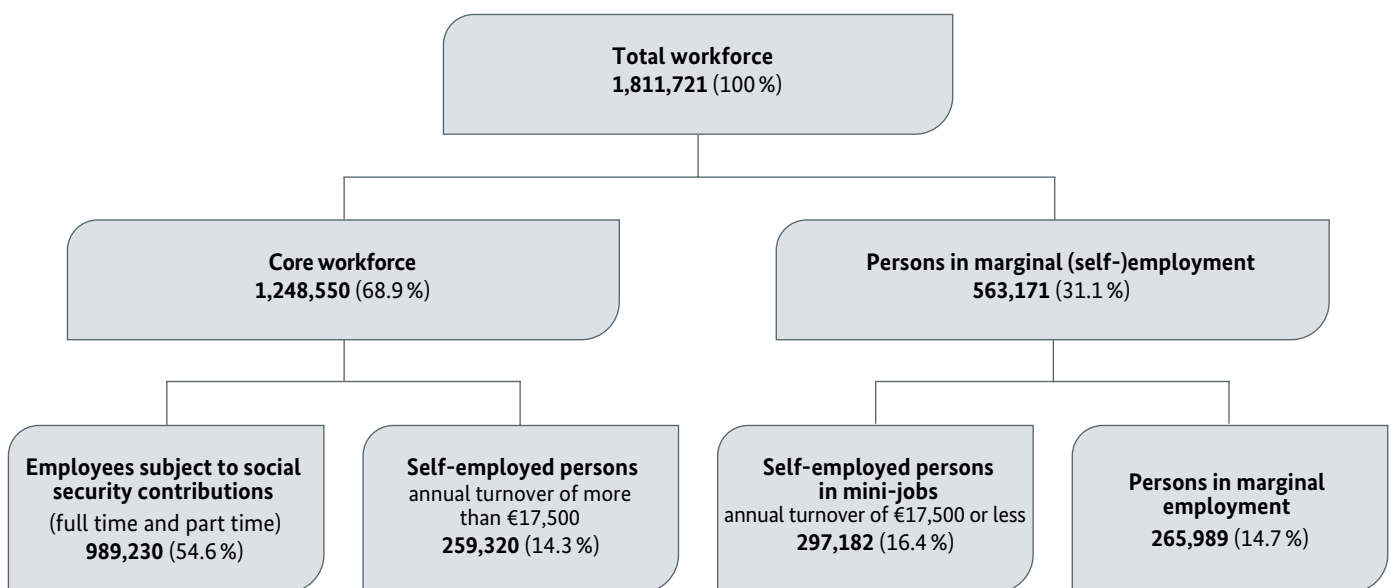 Total workforce
1,811,721 (100 %)
Core workforce
1,248,550 (68.9 %)
Persons in marginal (self-)employment
563,171 (31.1 %)
Employees subject to social
security contributions
(full time and part time)
989,230 (54.6 %)
Self-employed persons
annual turnover of more
than €17,500
259,320 (14.3 %)
Self-employed persons
in mini-jobs
annual turnover of €17,500 or less
297,182 (16.4 %)
Persons in marginal
employment
265,989 (14.7 %)